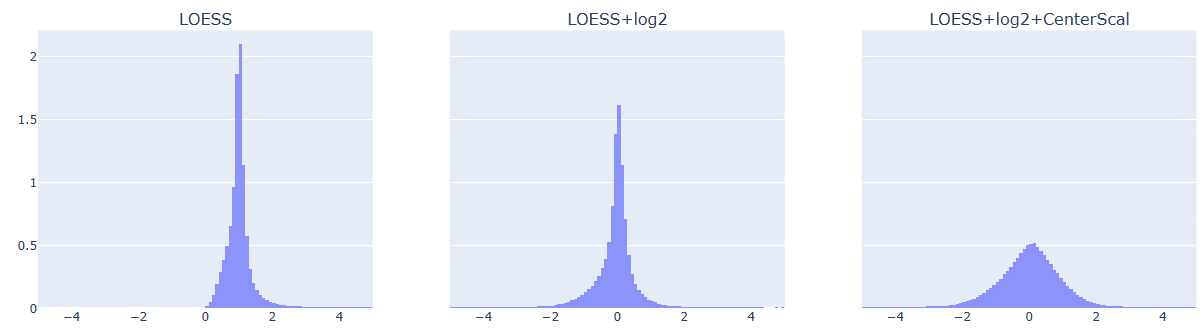 LOESS
LOESS+log2
LOESS+log2+CenterScal
2
1.5
1
0.5
0
−4 −2 0 2 4
−4 −2 0 2 4
−4 −2 0 2 4